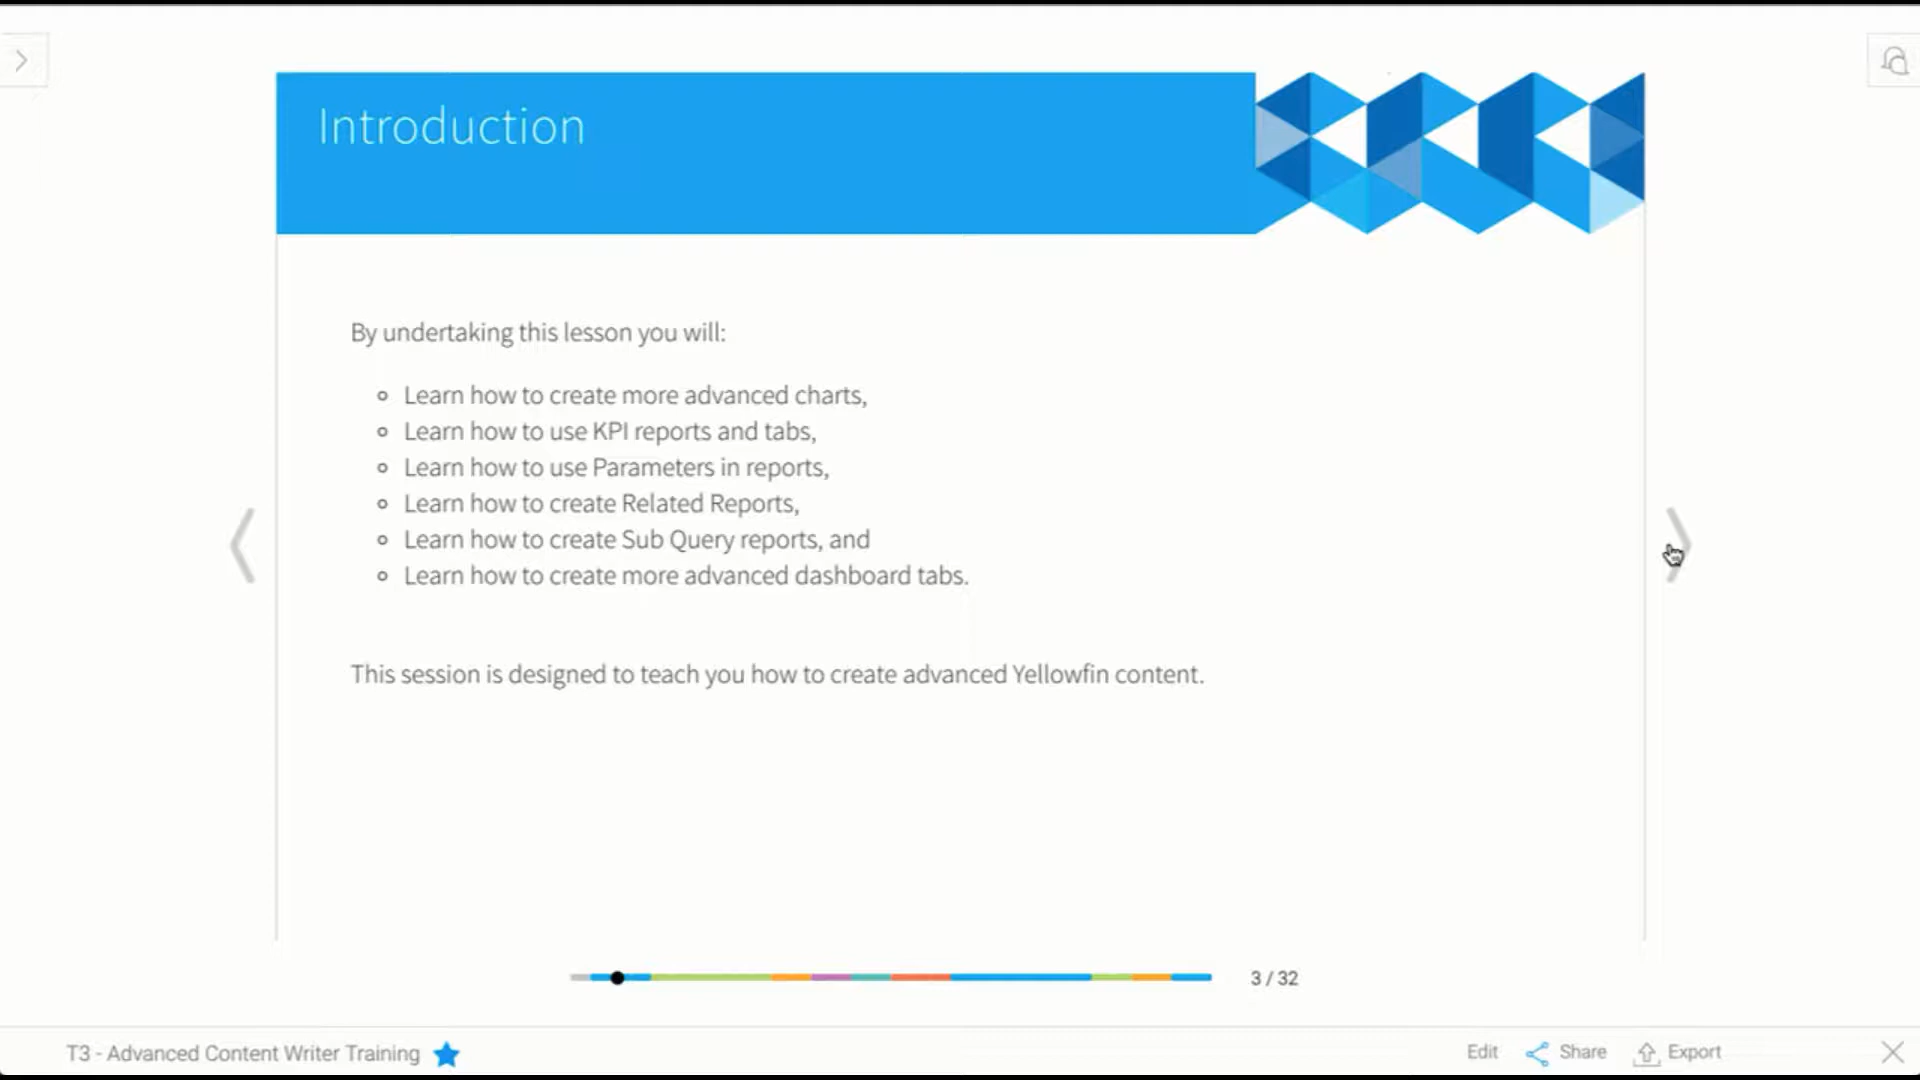 Introduction
By undertaking this lesson you will:
Learn how to create more advanced charts,
Learn how to use KPI reports and tabs,
Learn how to use Parameters in reports,
Learn how to create Related Reports,
Learn how to create Sub Query reports, and
Learn how to create more advanced dashboard tabs.
This session is designed to teach you how to create advanced Yellowfin content.
3 / 32
T3 - Advanced Content Writer Training
Edit Share Export